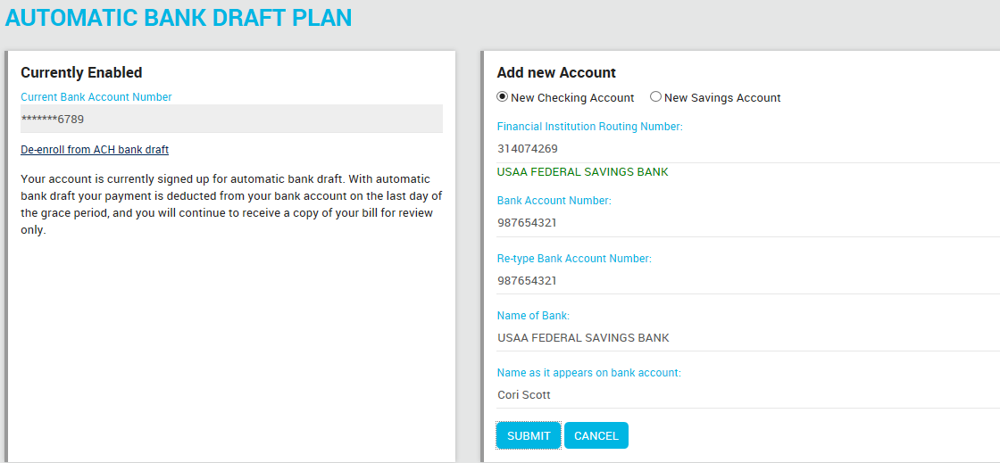 AUTOMATIC BANK DRAFT PLAN
Currently Enabled
Current Bank Account Number
*******6789
De-enroll from ACH bank draft
Your account is currently signed up for automatic bank draft. With automatic
bank draft your payment is deducted from your bank account on the last day of
the grace period, and you will continue to receive a copy of your bill for review
only.
Add new Account
New Checking Account New Savings Account
Financial Institution Routing Number:
314074269
USAA FEDERAL SAVINGS BANK
Bank Account Number:
987654321
Re-type Bank Account Number:
987654321
Name of Bank:
USAA FEDERAL SAVINGS BANK
Name as it appears on bank account:
Cori Scott
SUBMIT CANCEL